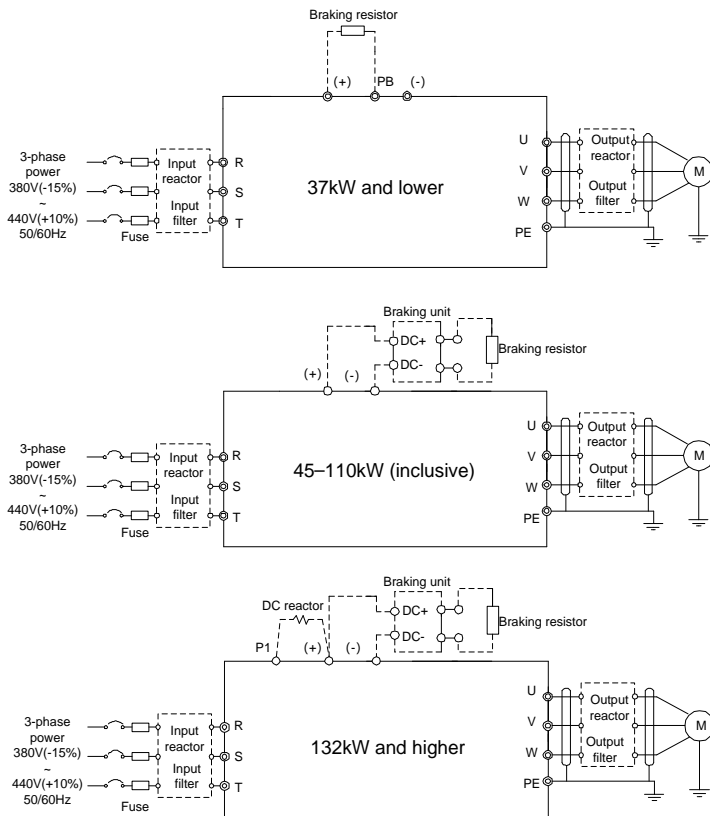 Braking resistor
(+)
PB
(-)
3-phase
power
380V(-15%)
~
440V(+10%)
50/60Hz
Fuse
Input
reactor
Input
filter
R
S
T
37kW and lower
U
V
W
PE
Output
reactor
Output
filter
M
Braking unit
DC+
DC-
Braking resistor
(+)
(-)
3-phase
power
380V(-15%)
~
440V(+10%)
50/60Hz
Fuse
Input
reactor
Input
filter
R
S
T
45–110kW (inclusive)
U
V
W
PE
Output
reactor
Output
filter
M
Braking unit
DC reactor
DC+
DC-
Braking resistor
P1
(+)
(-)
3-phase
power
380V(-15%)
~
440V(+10%)
50/60Hz
Fuse
Input
reactor
Input
filter
R
S
T
132kW and higher
U
V
W
PE
Output
reactor
Output
filter
M